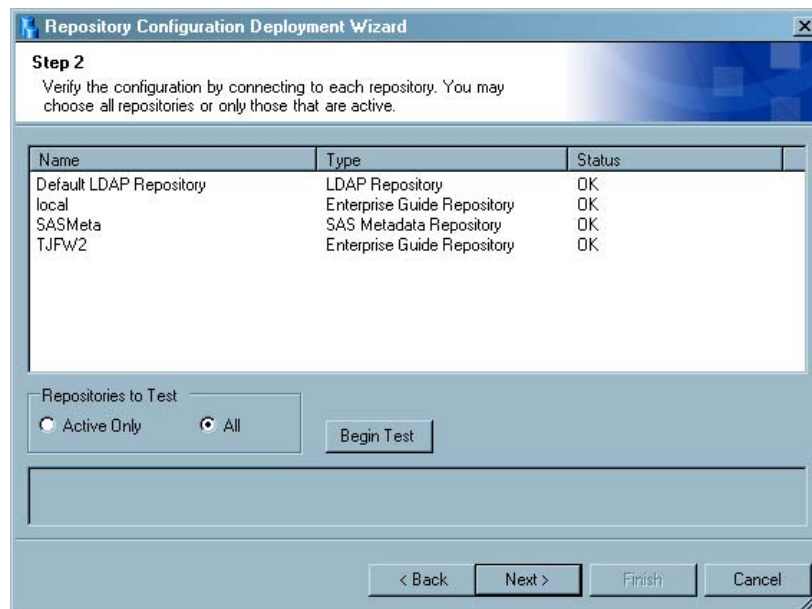 Repository Configuration Deployment Wizard
Step 2
Verify the configuration by connecting to each repository. You may
choose all repositories or only those that are active.
Name Type Status
Default LDAP Repository LDAP Repository OK
local Enterprise Guide Repository OK
SASMeta SAS Metadata Repository OK
TJFW2 Enterprise Guide Repository OK
Repositories to Test
Active Only All
Begin Test
< Back Next > Finish Cancel